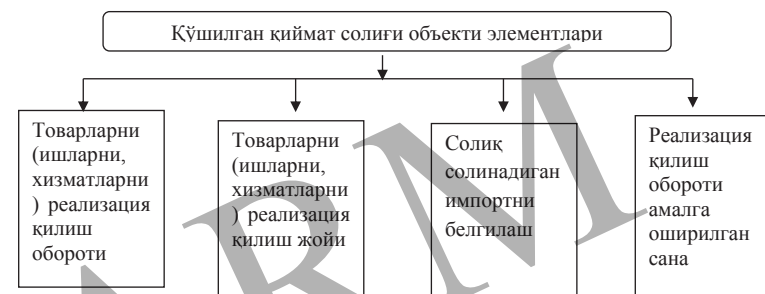 Қўшилган қиймат солиғи объекти элементлари
Товарларни
(ишларни,
хизматларни
) реализация
қилиш
обороти
Товарларни
(ишларни,
хизматларни
) реализация
қилиш жойи
Солиқ
солинадиган
импортни
белгилаш
Реализация
қилиш
обороти
амалга
оширилган
сана
ARM